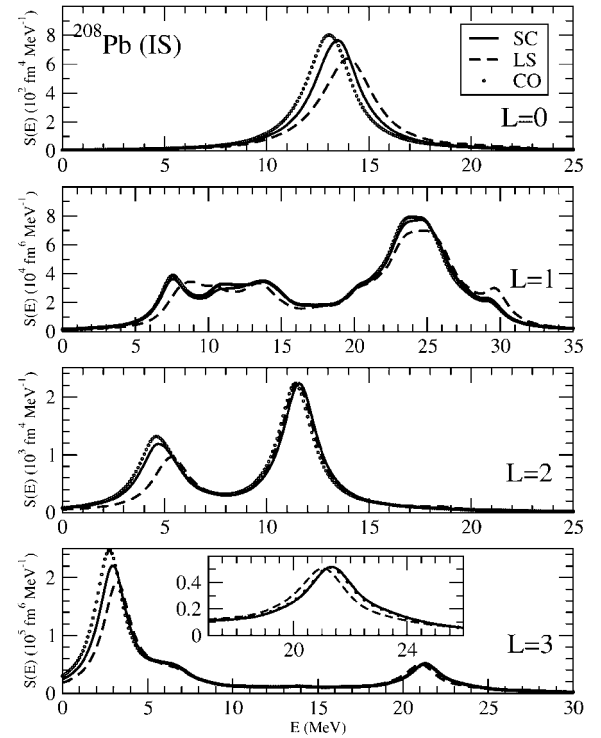 ²⁰⁸Pb (IS)
SC
LS
CO
L=0
S(E) (10² fm⁴ MeV⁻¹)
8
6
4
2
0
0 5 10 15 20 25
L=1
S(E) (10⁴ fm⁶ MeV⁻¹)
8
6
4
2
0
0 5 10 15 20 25 30 35
L=2
S(E) (10³ fm⁴ MeV⁻¹)
2
1
0
0 5 10 15 20 25
L=3
S(E) (10⁵ fm⁶ MeV⁻¹)
2
1
0
0.4
0.2
0
20 24
0 5 10 15 20 25 30
E (MeV)